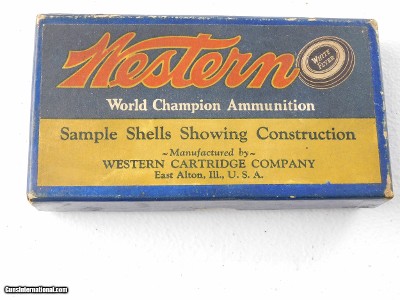 Western
WHITE FLYER
World Champion Ammunition
Sample Shells Showing Construction
~Manufactured by~
WESTERN CARTRIDGE COMPANY
East Alton, Ill., U. S. A.
GunsInternational.com